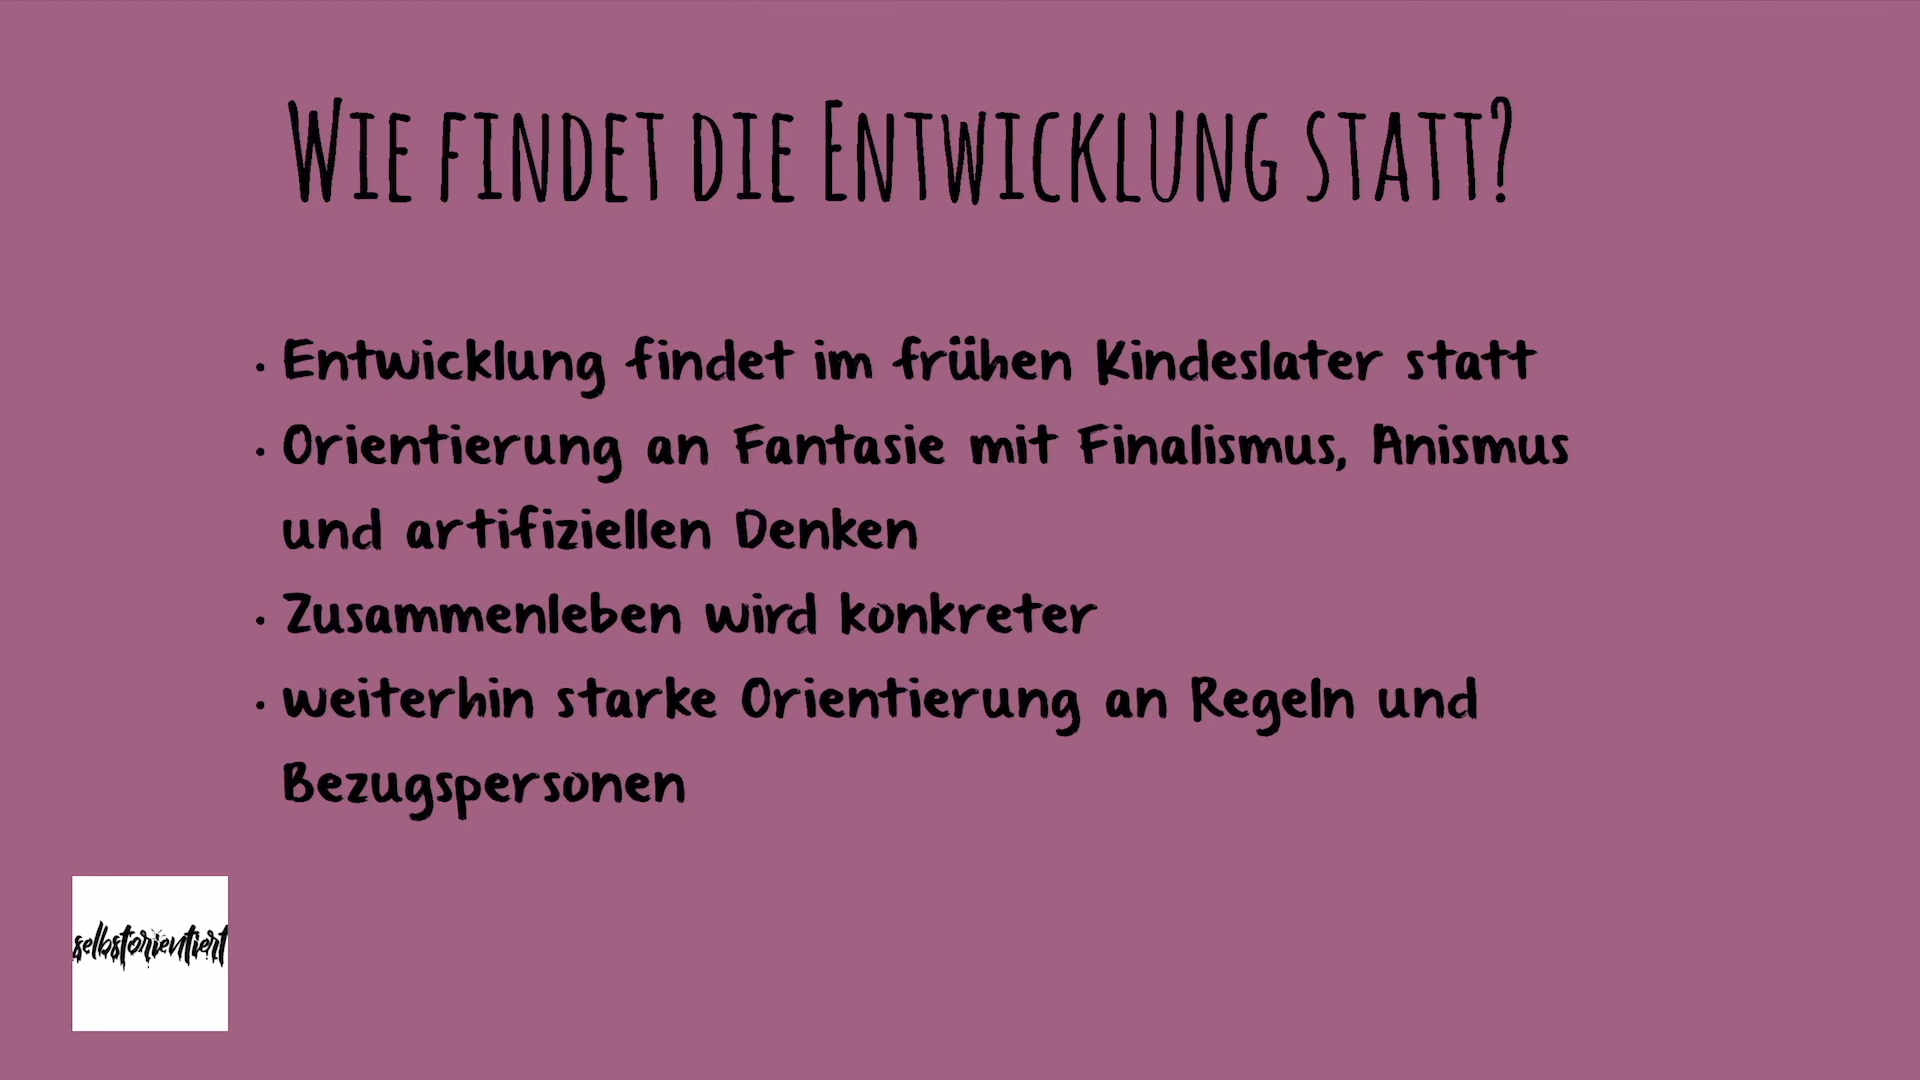 Wie findet die Entwicklung statt?
• Entwicklung findet im frühen Kindeslater statt
• Orientierung an Fantasie mit Finalismus, Anismus
und artifiziellen Denken
• Zusammenleben wird konkreter
• weiterhin starke Orientierung an Regeln und
Bezugspersonen
selbstorientiert